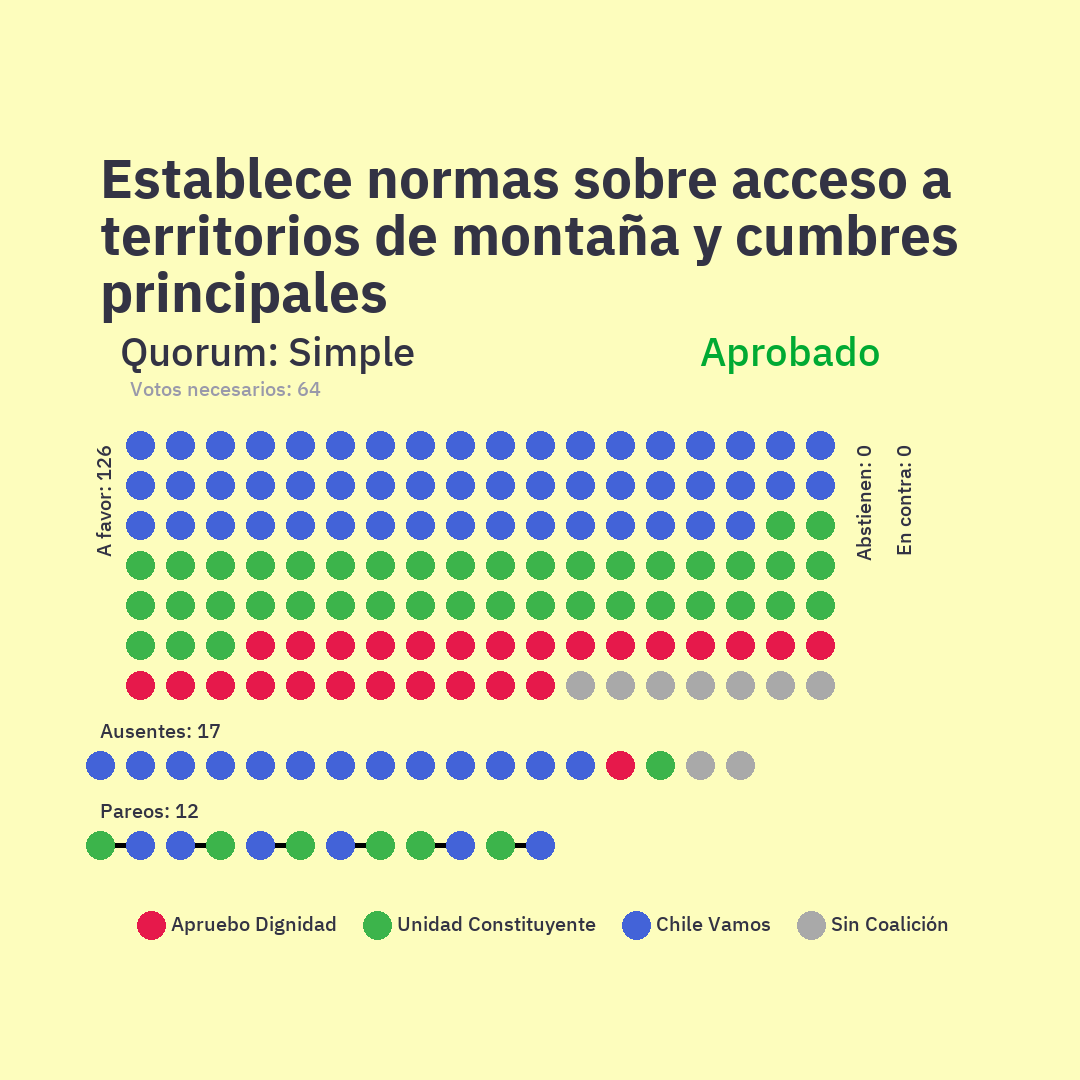 Establece normas sobre acceso a
territorios de montaña y cumbres
principales
Quorum: Simple
Aprobado
Votos necesarios: 64
A favor: 126
Abstienen: 0
En contra: 0
Ausentes: 17
Pareos: 12
Apruebo Dignidad
Unidad Constituyente
Chile Vamos
Sin Coalición